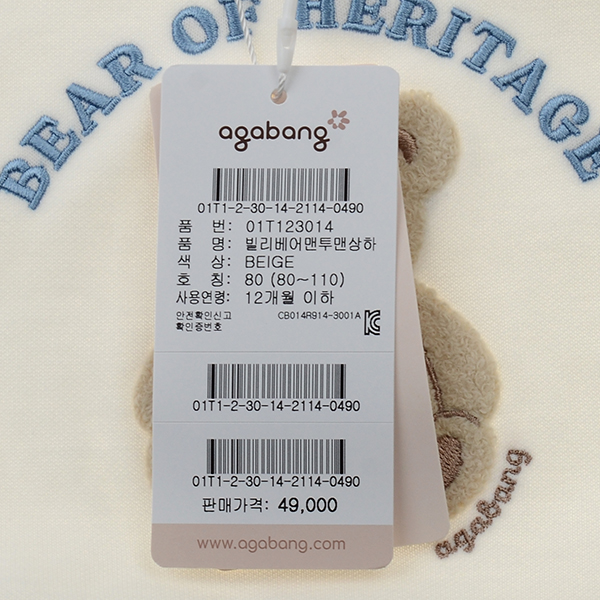 BEAR OF HERITAGE
agabang
01T1-2-30-14-2114-0490
품 번: 01T123014
품 명: 빌리베어맨투맨상하
색 상: BEIGE
호 칭: 80 (80~110)
사용연령: 12개월 이하
안전확인신고
확인증번호 CB014R914-3001A
01T1-2-30-14-2114-0490
01T1-2-30-14-2114-0490
판매가격: 49,000
www.agabang.com
agabang